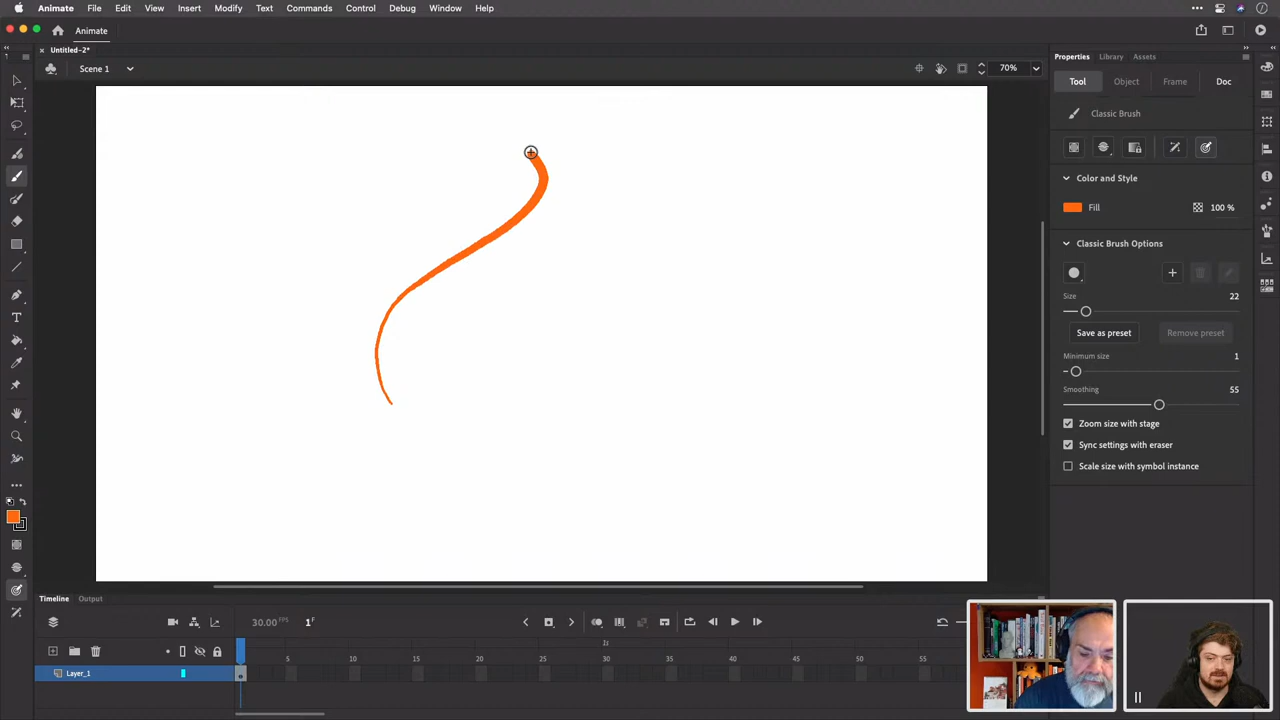 Animate File Edit View Insert Modify Text Commands Control Debug Window Help
Animate
Untitled-2*
Scene 1
70%
Properties Library Assets
Tool Object Frame Doc
Classic Brush
Color and Style
Fill
100 %
Classic Brush Options
Size 22
Save as preset Remove preset
Minimum size 1
Smoothing 55
Zoom size with stage
Sync settings with eraser
Scale size with symbol instance
Timeline Output
30.00 FPS 1 F
1s
5 10 15 20 25 30 35 40 45 50 55
Layer_1